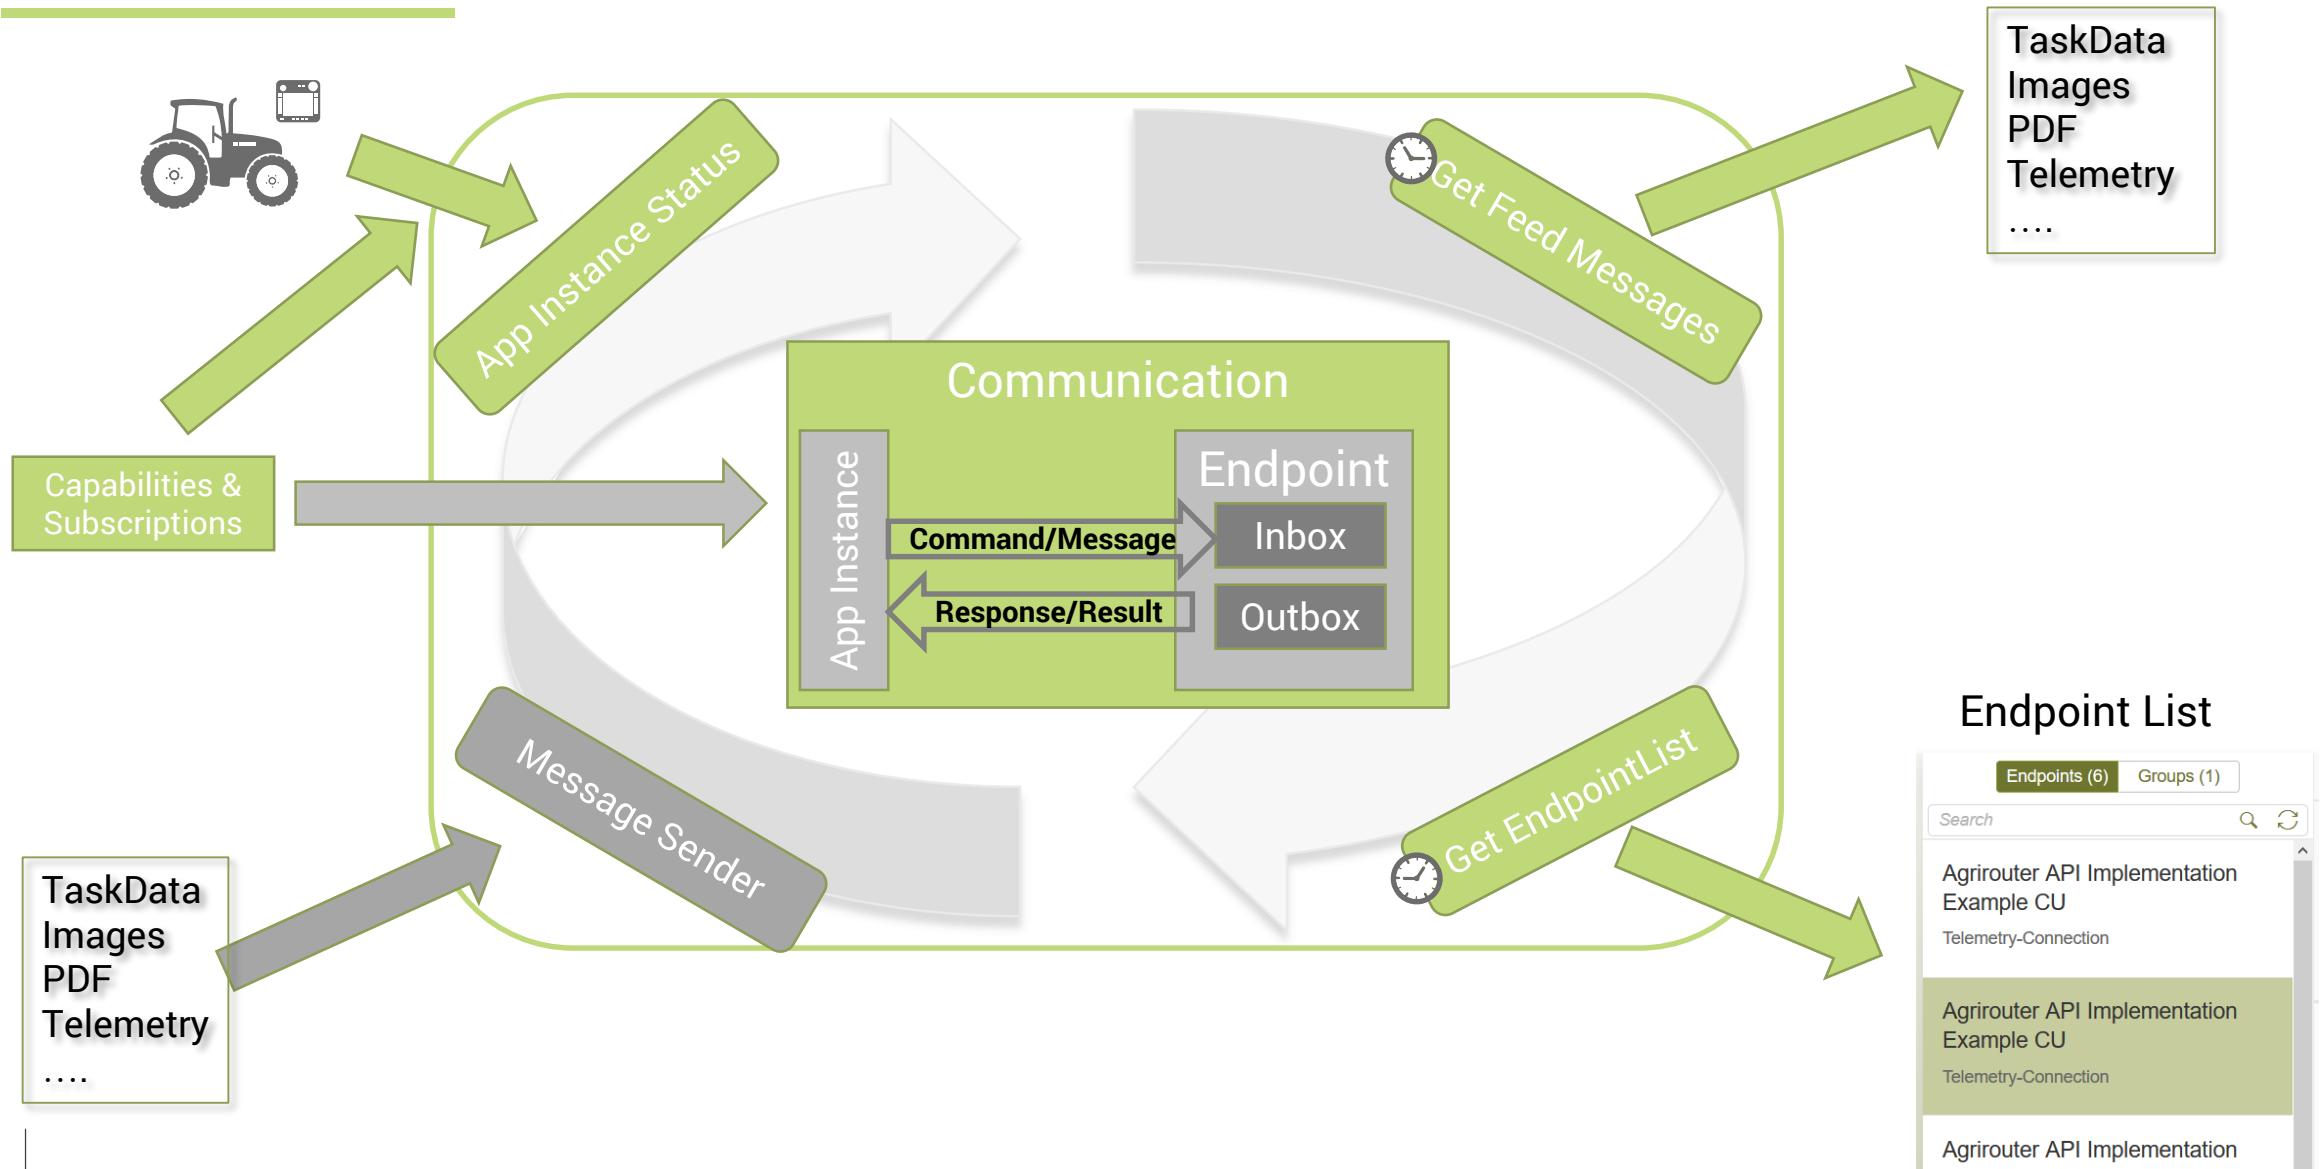 TaskData
Images
PDF
Telemetry
....
App Instance Status
Get Feed Messages
Communication
App Instance
Endpoint
Command/Message
Inbox
Response/Result
Outbox
Capabilities &
Subscriptions
Message Sender
Get EndpointList
TaskData
Images
PDF
Telemetry
....
Endpoint List
Endpoints (6)
Groups (1)
Search
Agrirouter API Implementation
Example CU
Telemetry-Connection
Agrirouter API Implementation
Example CU
Telemetry-Connection
Agrirouter API Implementation